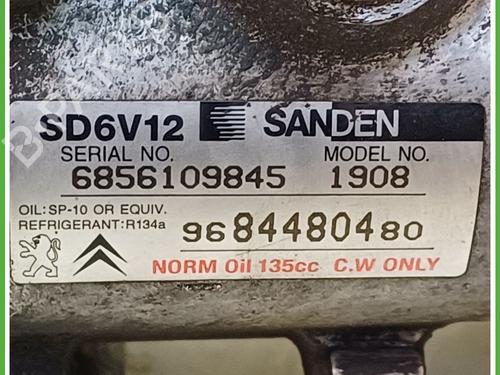 SD6V12 SANDEN
SERIAL NO. MODEL NO.
6856109845 1908
OIL: SP-10 OR EQUIV.
REFRIGERANT: R134a
9684480480
NORM Oil 135cc C.W ONLY